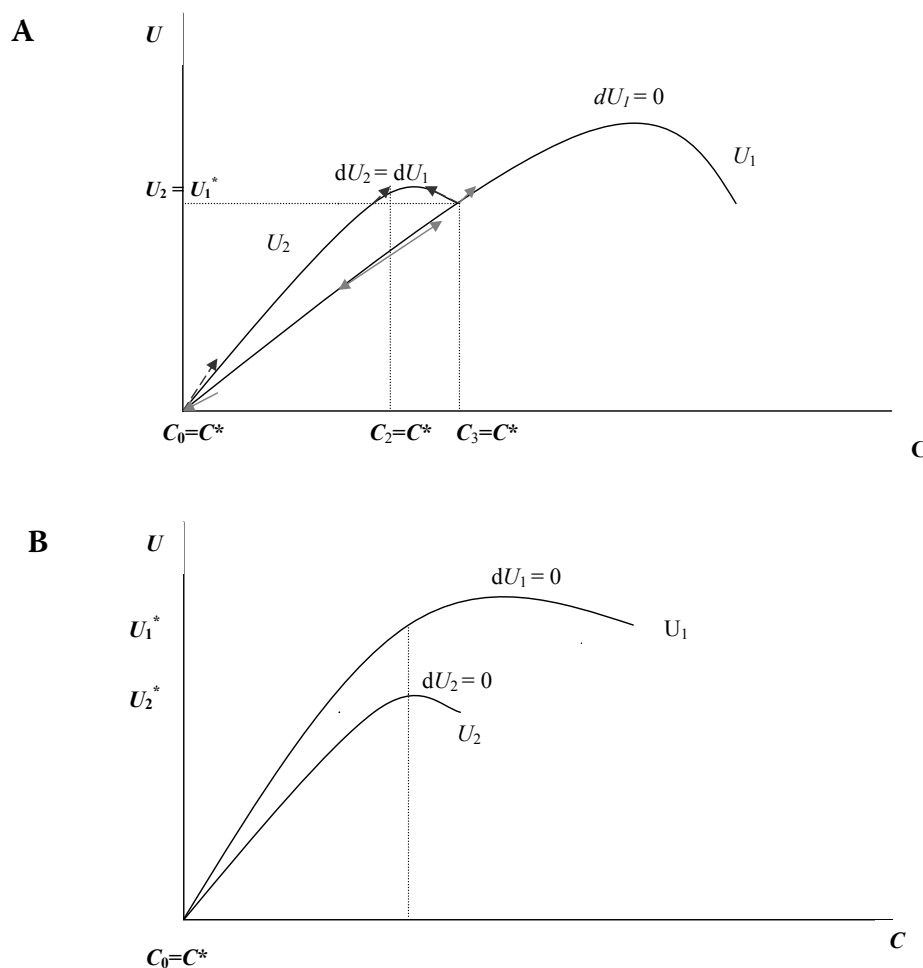 A
U
dU₁ = 0
U₁
dU₂ = dU₁
U₂ = U₁*
U₂
C₀=C*
C₂=C*
C₃=C*
C
B
U
dU₁ = 0
U₁*
U₁
U₂*
dU₂ = 0
U₂
C
C₀=C*